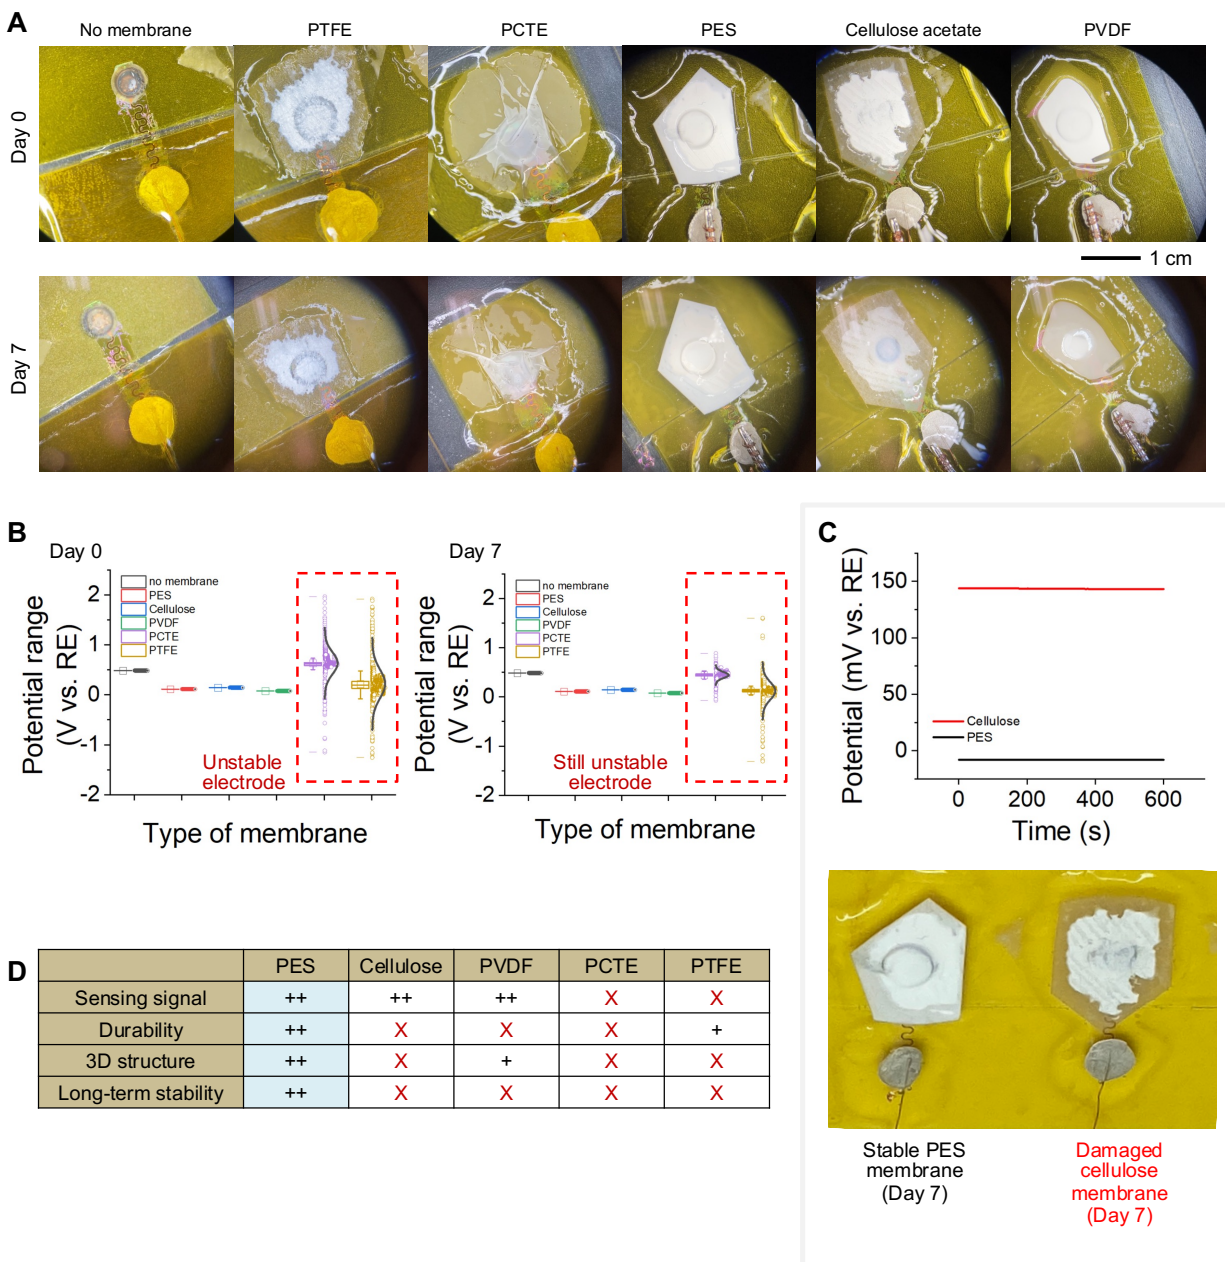 A
No membrane
PTFE
PCTE
PES
Cellulose acetate
PVDF
Day 0
1 cm
Day 7
B
Day 0
Potential range
(V vs. RE)
2
1
0
-1
-2
no membrane
PES
Cellulose
PVDF
PCTE
PTFE
Unstable
electrode
Type of membrane
Day 7
Potential range
(V vs. RE)
2
1
0
-1
-2
no membrane
PES
Cellulose
PVDF
PCTE
PTFE
Still unstable
electrode
Type of membrane
C
Potential (mV vs. RE)
150
100
50
0
Cellulose
PES
0 200 400 600
Time (s)
Stable PES
membrane
(Day 7)
Damaged
cellulose
membrane
(Day 7)
D
PES Cellulose PVDF PCTE PTFE
Sensing signal ++ ++ ++ X X
Durability ++ X X X +
3D structure ++ X + X X
Long-term stability ++ X X X X